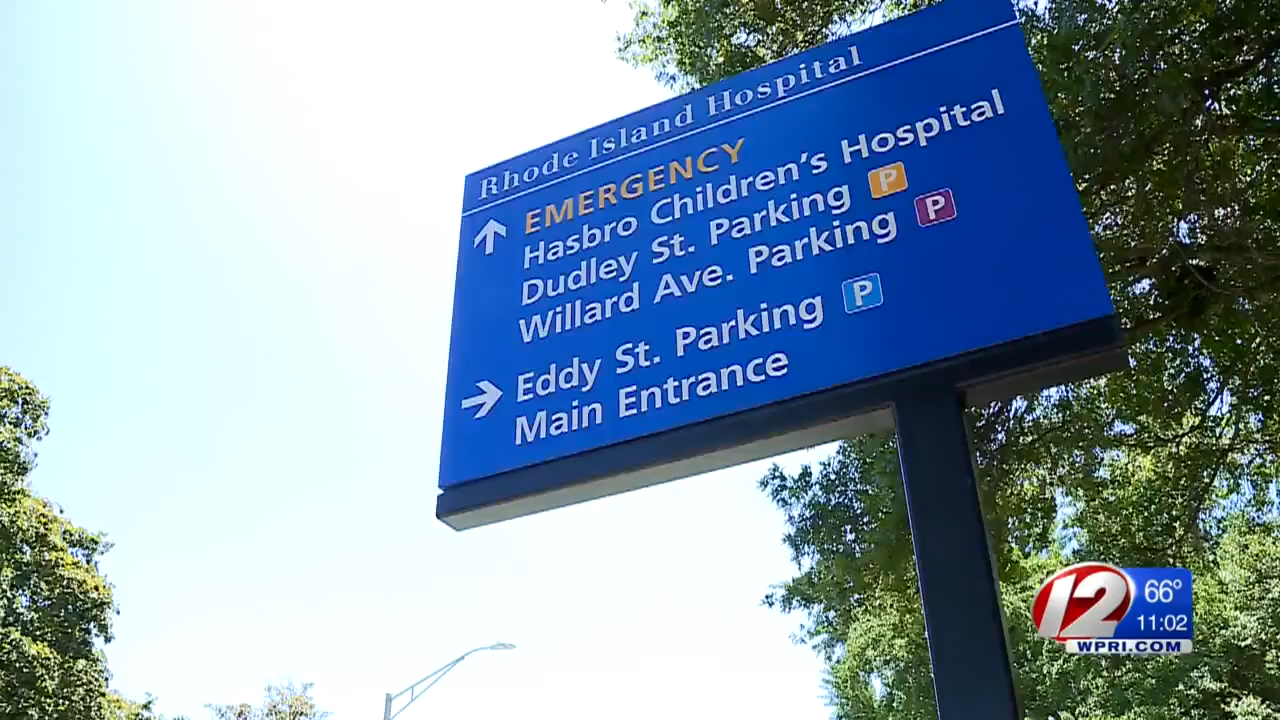 Rhode Island Hospital
EMERGENCY
Hasbro Children's Hospital
Dudley St. Parking P
Willard Ave. Parking P
Eddy St. Parking P
Main Entrance
12
66°
11:02
WPRI.COM